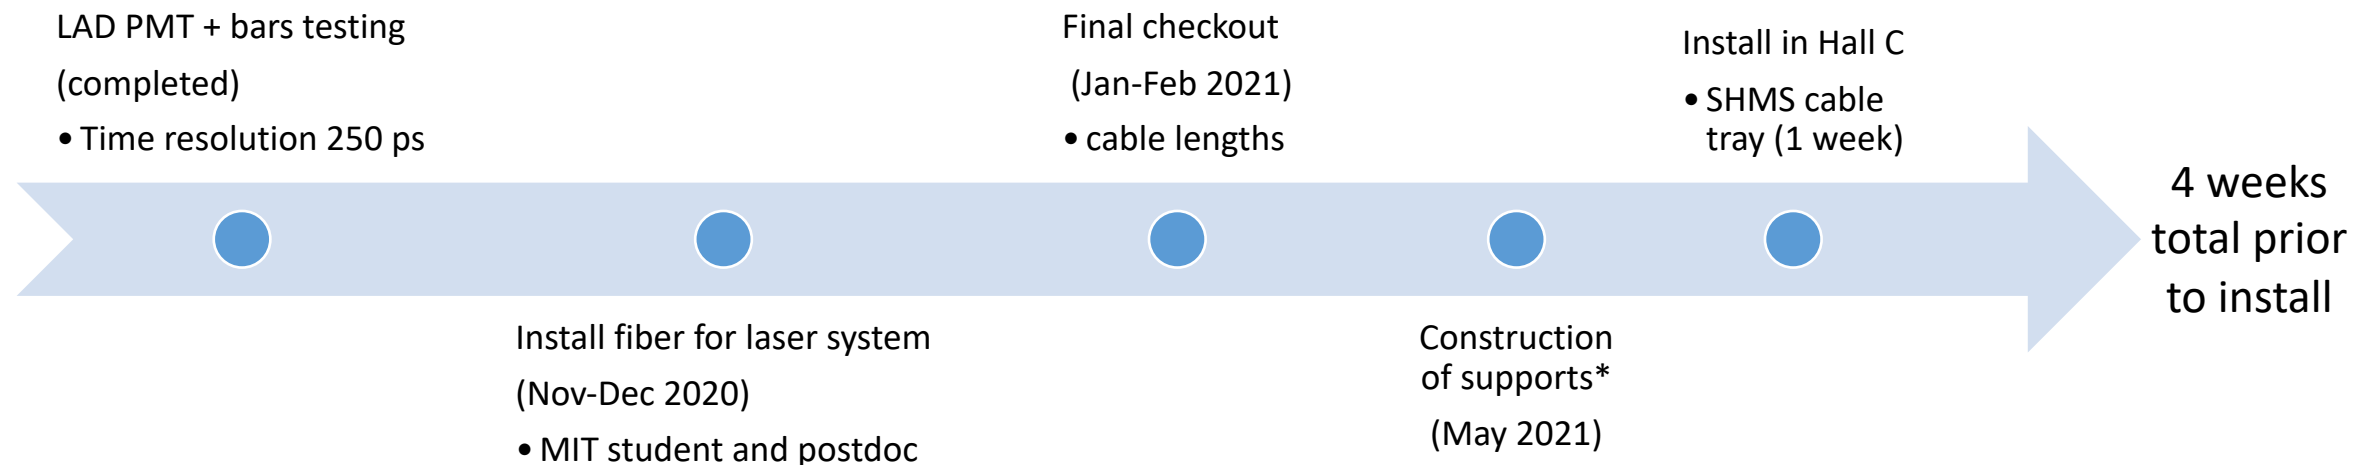 LAD PMT + bars testing
(completed)
• Time resolution 250 ps
Install fiber for laser system
(Nov-Dec 2020)
• MIT student and postdoc
Final checkout
(Jan-Feb 2021)
• cable lengths
Construction
of supports*
(May 2021)
Install in Hall C
• SHMS cable
tray (1 week)
4 weeks
total prior
to install